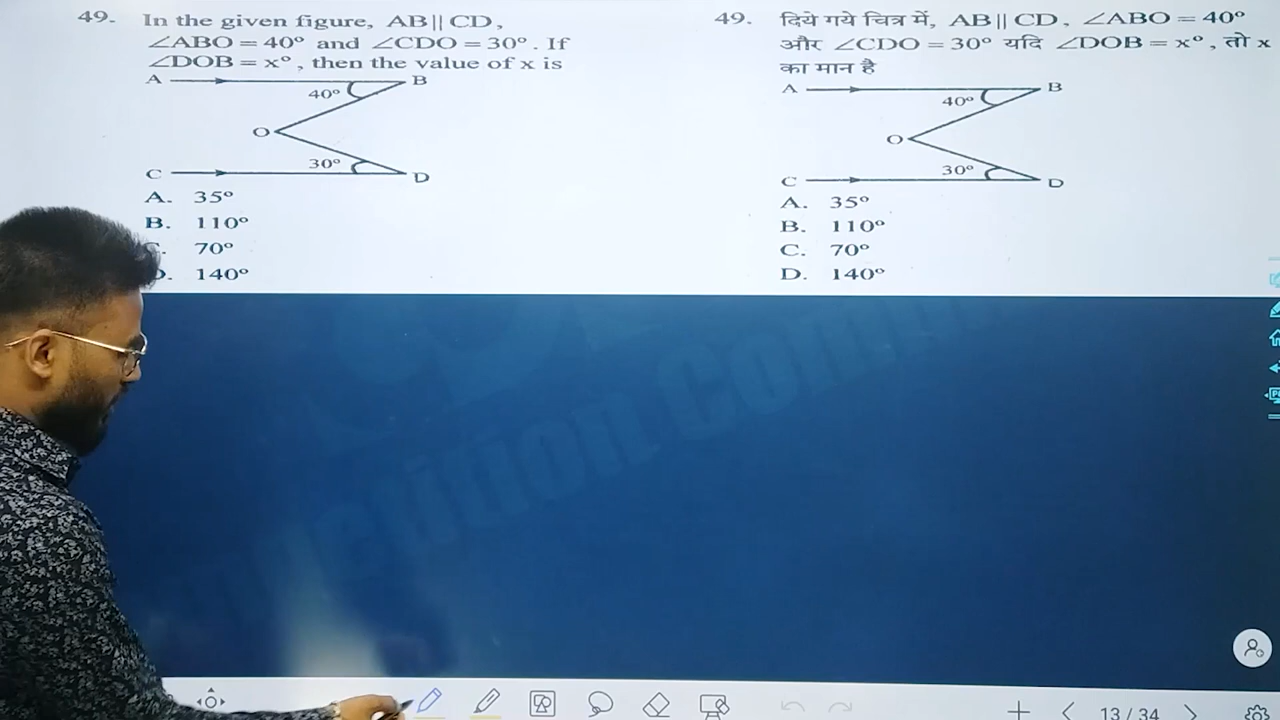 49. In the given figure, AB || CD,
∠ABO = 40° and ∠CDO = 30°. If
∠DOB = x°, then the value of x is
A B
40°
O
30°
C D
A. 35°
B. 110°
C. 70°
D. 140°
49. दिये गये चित्र में, AB || CD, ∠ABO = 40°
और ∠CDO = 30° यदि ∠DOB = x°, तो x
का मान है
A B
40°
O
30°
C D
A. 35°
B. 110°
C. 70°
D. 140°
13 / 34